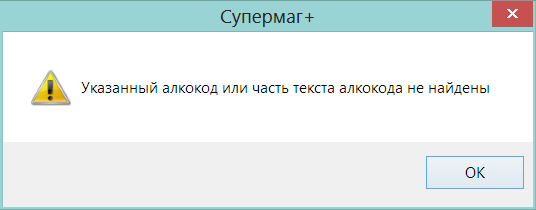 Супермаг+
Указанный алкокод или часть текста алкокода не найдены
OK